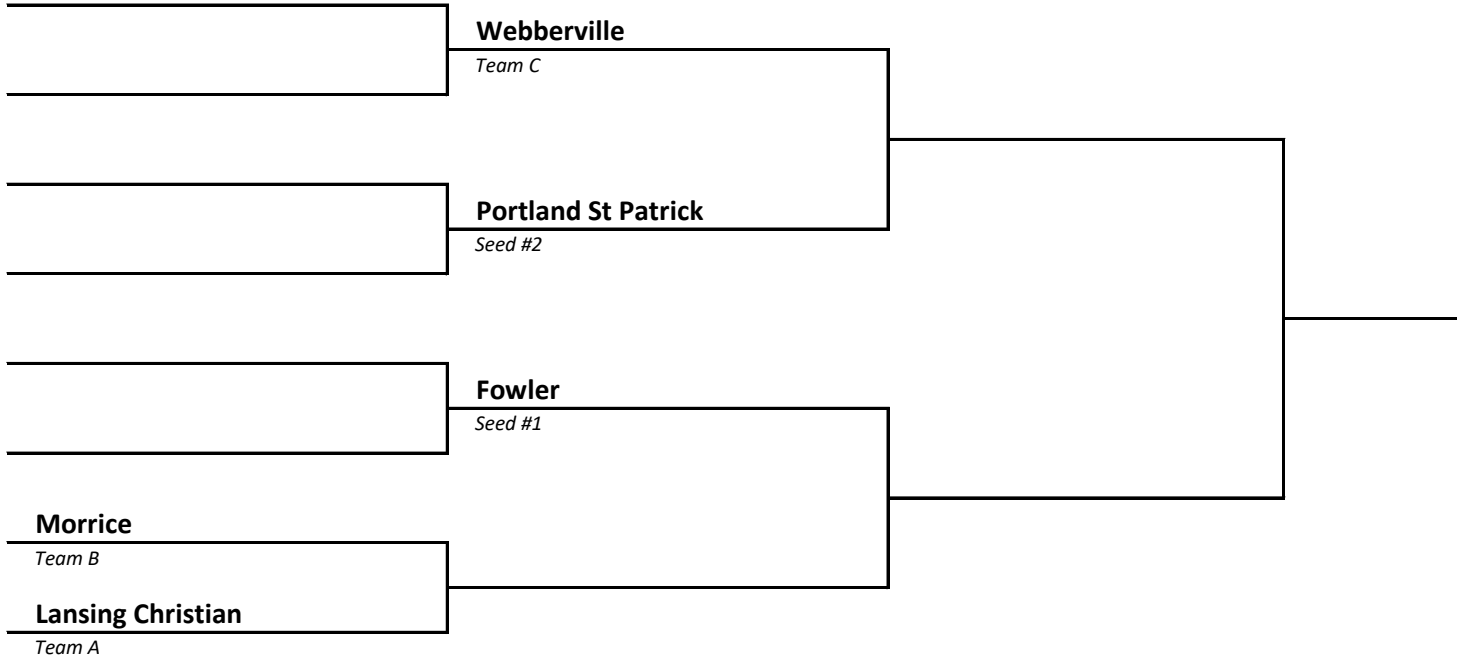 Webberville
Team C
Portland St Patrick
Seed #2
Fowler
Seed #1
Morrice
Team B
Lansing Christian
Team A